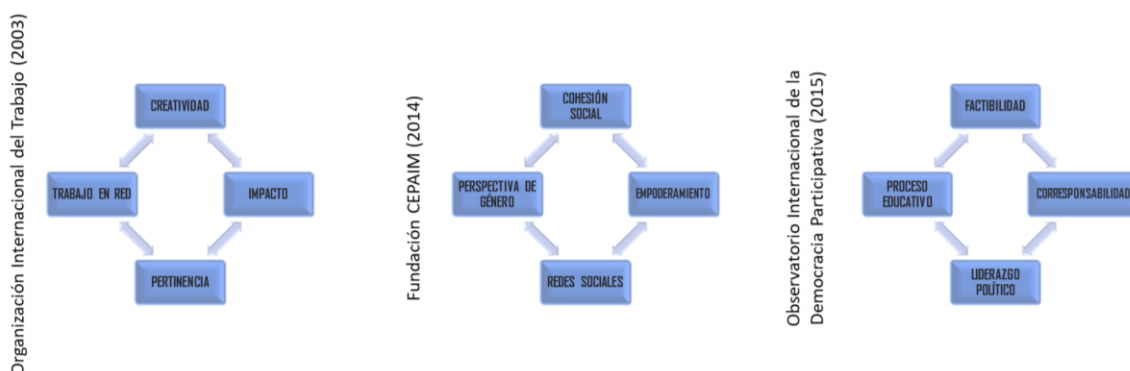 Organización Internacional del Trabajo (2003)
CREATIVIDAD
TRABAJO EN RED
IMPACTO
PERTINENCIA
Fundación CEPAIM (2014)
COHESIÓN
SOCIAL
PERSPECTIVA DE
GÉNERO
EMPODERAMIENTO
REDES SOCIALES
Observatorio Internacional de la
Democracia Participativa (2015)
FACTIBILIDAD
PROCESO
EDUCATIVO
CORRESPONSABILIDAD
LIDERAZGO
POLÍTICO